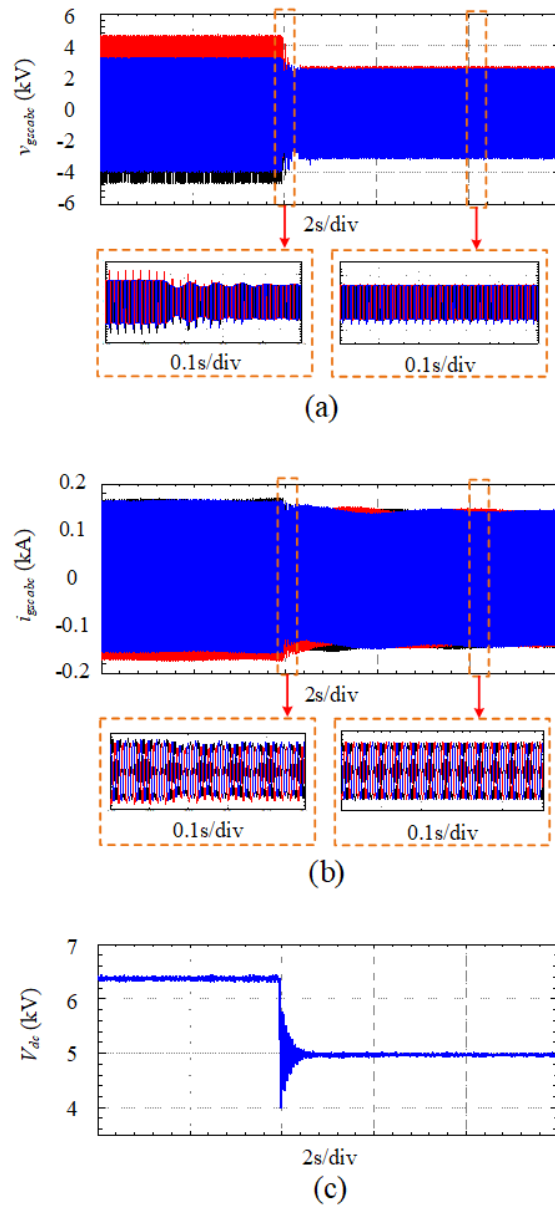 6
4
2
0
-2
-4
-6
v_gscabc (kV)
2s/div
0.1s/div 0.1s/div
(a)
0.2
0.1
0
-0.1
-0.2
i_gscabc (kA)
2s/div
0.1s/div 0.1s/div
(b)
7
6
5
4
V_dc (kV)
2s/div
(c)